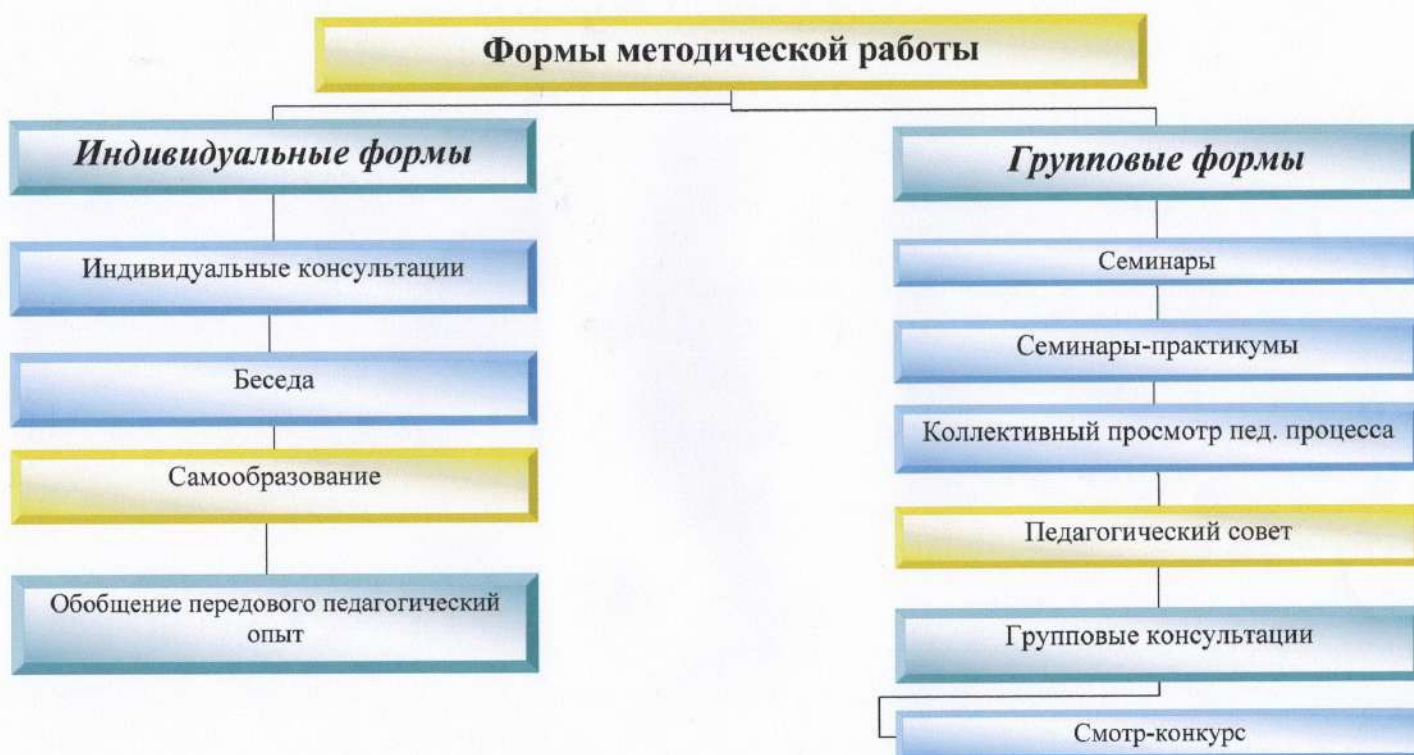 Формы методической работы
Индивидуальные формы
Индивидуальные консультации
Беседа
Самообразование
Обобщение передового педагогический
опыт
Групповые формы
Семинары
Семинары-практикумы
Коллективный просмотр пед. процесса
Педагогический совет
Групповые консультации
Смотр-конкурс